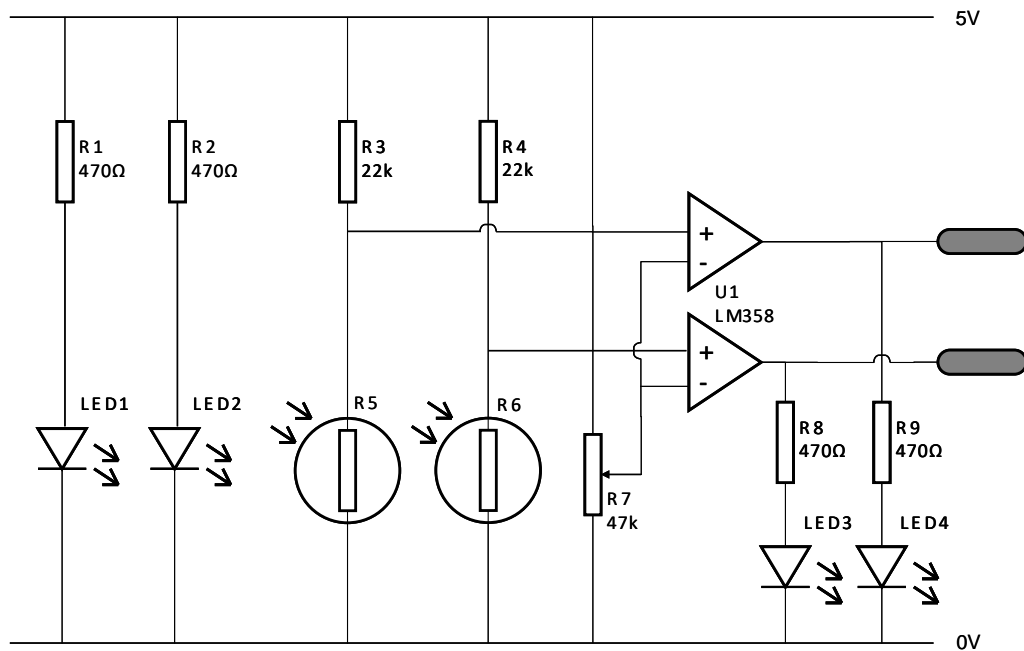 5V
R1
470Ω
R2
470Ω
R3
22k
R4
22k
+
-
U1
LM358
+
-
LED1
LED2
R5
R6
R7
47k
R8
470Ω
R9
470Ω
LED3
LED4
0V